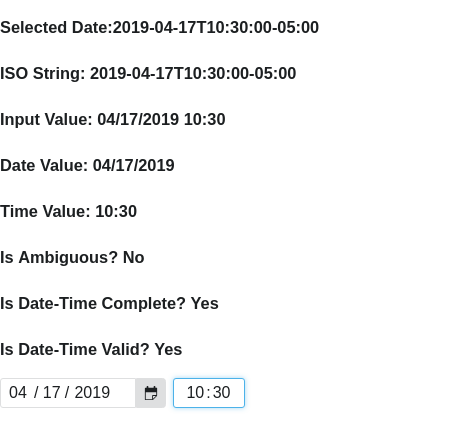 Selected Date:2019-04-17T10:30:00-05:00
ISO String: 2019-04-17T10:30:00-05:00
Input Value: 04/17/2019 10:30
Date Value: 04/17/2019
Time Value: 10:30
Is Ambiguous? No
Is Date-Time Complete? Yes
Is Date-Time Valid? Yes
04 / 17 / 2019 10:30